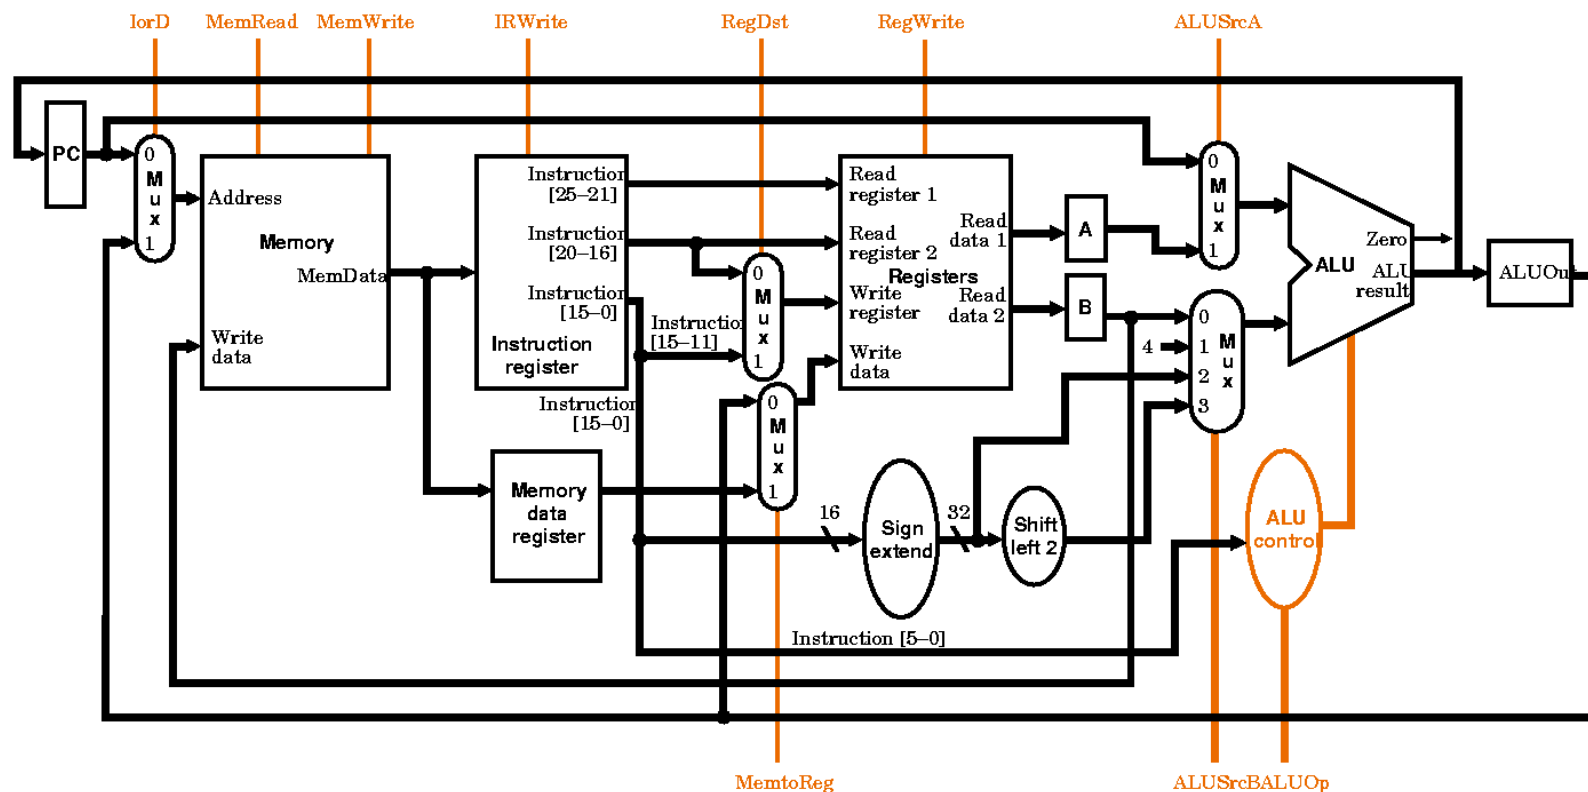 IorD
MemRead
MemWrite
IRWrite
RegDst
RegWrite
ALUSrcA
PC
0
M
u
x
1
Address
Memory
MemData
Write
data
Instruction
[25–21]
Instruction
[20–16]
Instruction
[15–0]
Instruction
register
Instruction
[15–11]
Instruction
[15–0]
0
M
u
x
1
Read
register 1
Read
register 2
Registers
Write
register
Write
data
Read
data 1
Read
data 2
A
B
0
M
u
x
1
4
0
1
2
3
M
u
x
ALU
Zero
ALU
result
ALUOut
Memory
data
register
0
M
u
x
1
16
Sign
extend
32
Shift
left 2
ALU
control
Instruction [5–0]
MemtoReg
ALUSrcB
ALUOp